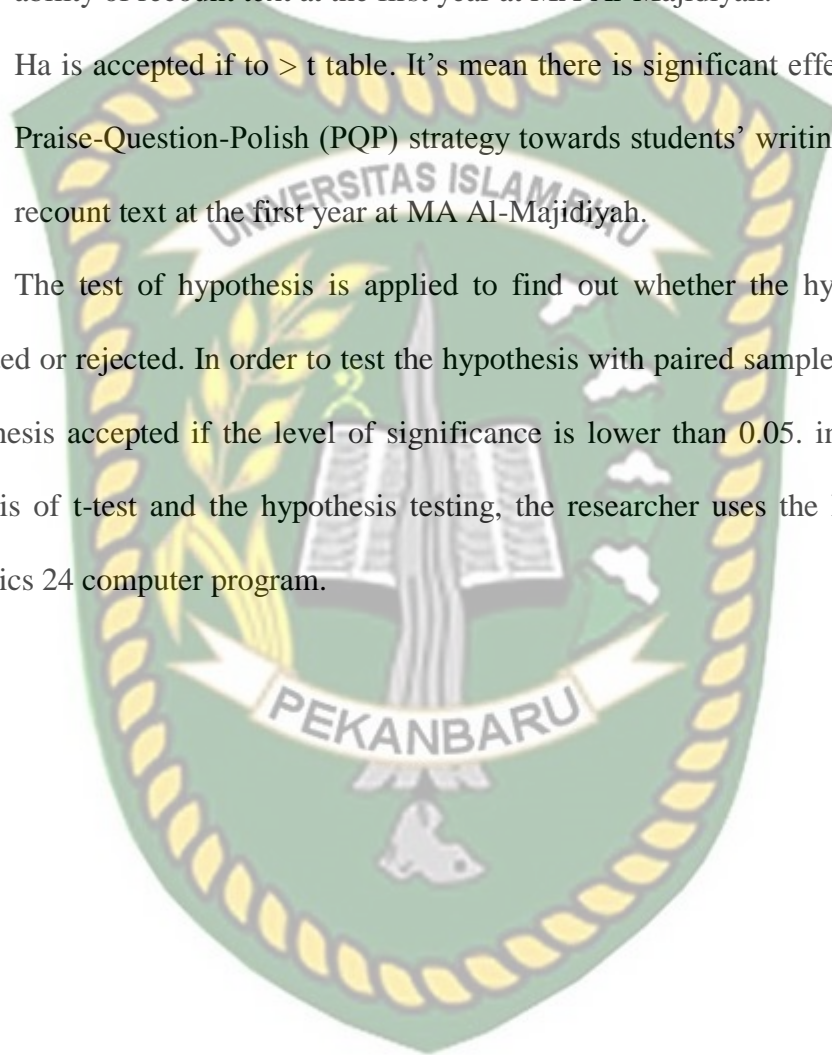 ability of recount text at the first year at MA Al-Majidiyah.
Ha is accepted if to > t table. It’s mean there is significant effe
Praise-Question-Polish (PQP) strategy towards students’ writin
recount text at the first year at MA Al-Majidiyah.
The test of hypothesis is applied to find out whether the hy
ed or rejected. In order to test the hypothesis with paired sample
nesis accepted if the level of significance is lower than 0.05. in
is of t-test and the hypothesis testing, the researcher uses the
ics 24 computer program.
UNIVERSITAS ISLAM RIAU
PEKANBARU